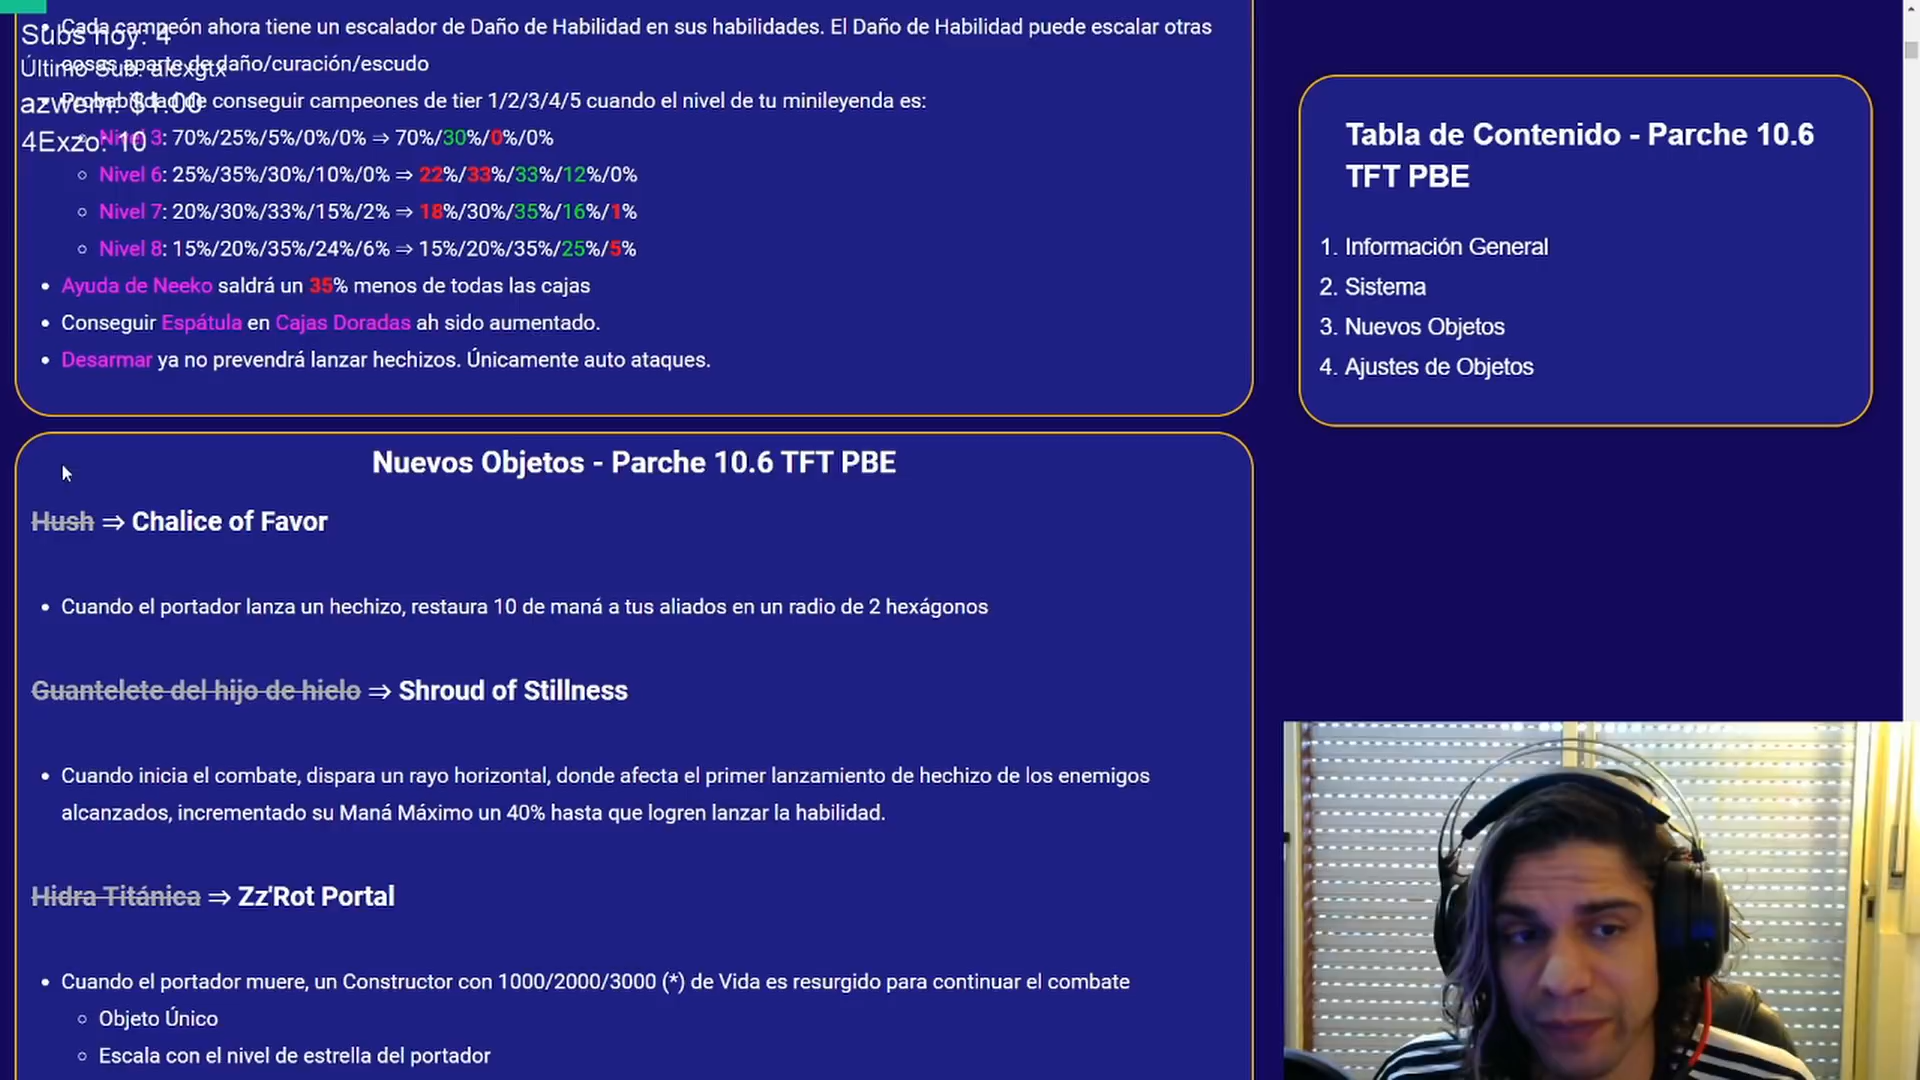 Cada campeón ahora tiene un escalador de Daño de Habilidad en sus habilidades. El Daño de Habilidad puede escalar otras
Subs hoy: 4
cosas aparte de daño/curación/escudo
Último Sub: alexgtx
Probabilidad de conseguir campeones de tier 1/2/3/4/5 cuando el nivel de tu minileyenda es:
azwem: $1.00
Nivel 3: 70%/25%/5%/0%/0% ⇒ 70%/30%/0%/0%
4Exzo: 10
Nivel 6: 25%/35%/30%/10%/0% ⇒ 22%/33%/33%/12%/0%
Nivel 7: 20%/30%/33%/15%/2% ⇒ 18%/30%/35%/16%/1%
Nivel 8: 15%/20%/35%/24%/6% ⇒ 15%/20%/35%/25%/5%
Ayuda de Neeko saldrá un 35% menos de todas las cajas
Conseguir Espátula en Cajas Doradas ah sido aumentado.
Desarmar ya no prevendrá lanzar hechizos. Únicamente auto ataques.
Nuevos Objetos - Parche 10.6 TFT PBE
Hush ⇒ Chalice of Favor
Cuando el portador lanza un hechizo, restaura 10 de maná a tus aliados en un radio de 2 hexágonos
Guantelete del hijo de hielo ⇒ Shroud of Stillness
Cuando inicia el combate, dispara un rayo horizontal, donde afecta el primer lanzamiento de hechizo de los enemigos
alcanzados, incrementado su Maná Máximo un 40% hasta que logren lanzar la habilidad.
Hidra Titánica ⇒ Zz'Rot Portal
Cuando el portador muere, un Constructor con 1000/2000/3000 (*) de Vida es resurgido para continuar el combate
Objeto Único
Escala con el nivel de estrella del portador
Tabla de Contenido - Parche 10.6
TFT PBE
1. Información General
2. Sistema
3. Nuevos Objetos
4. Ajustes de Objetos